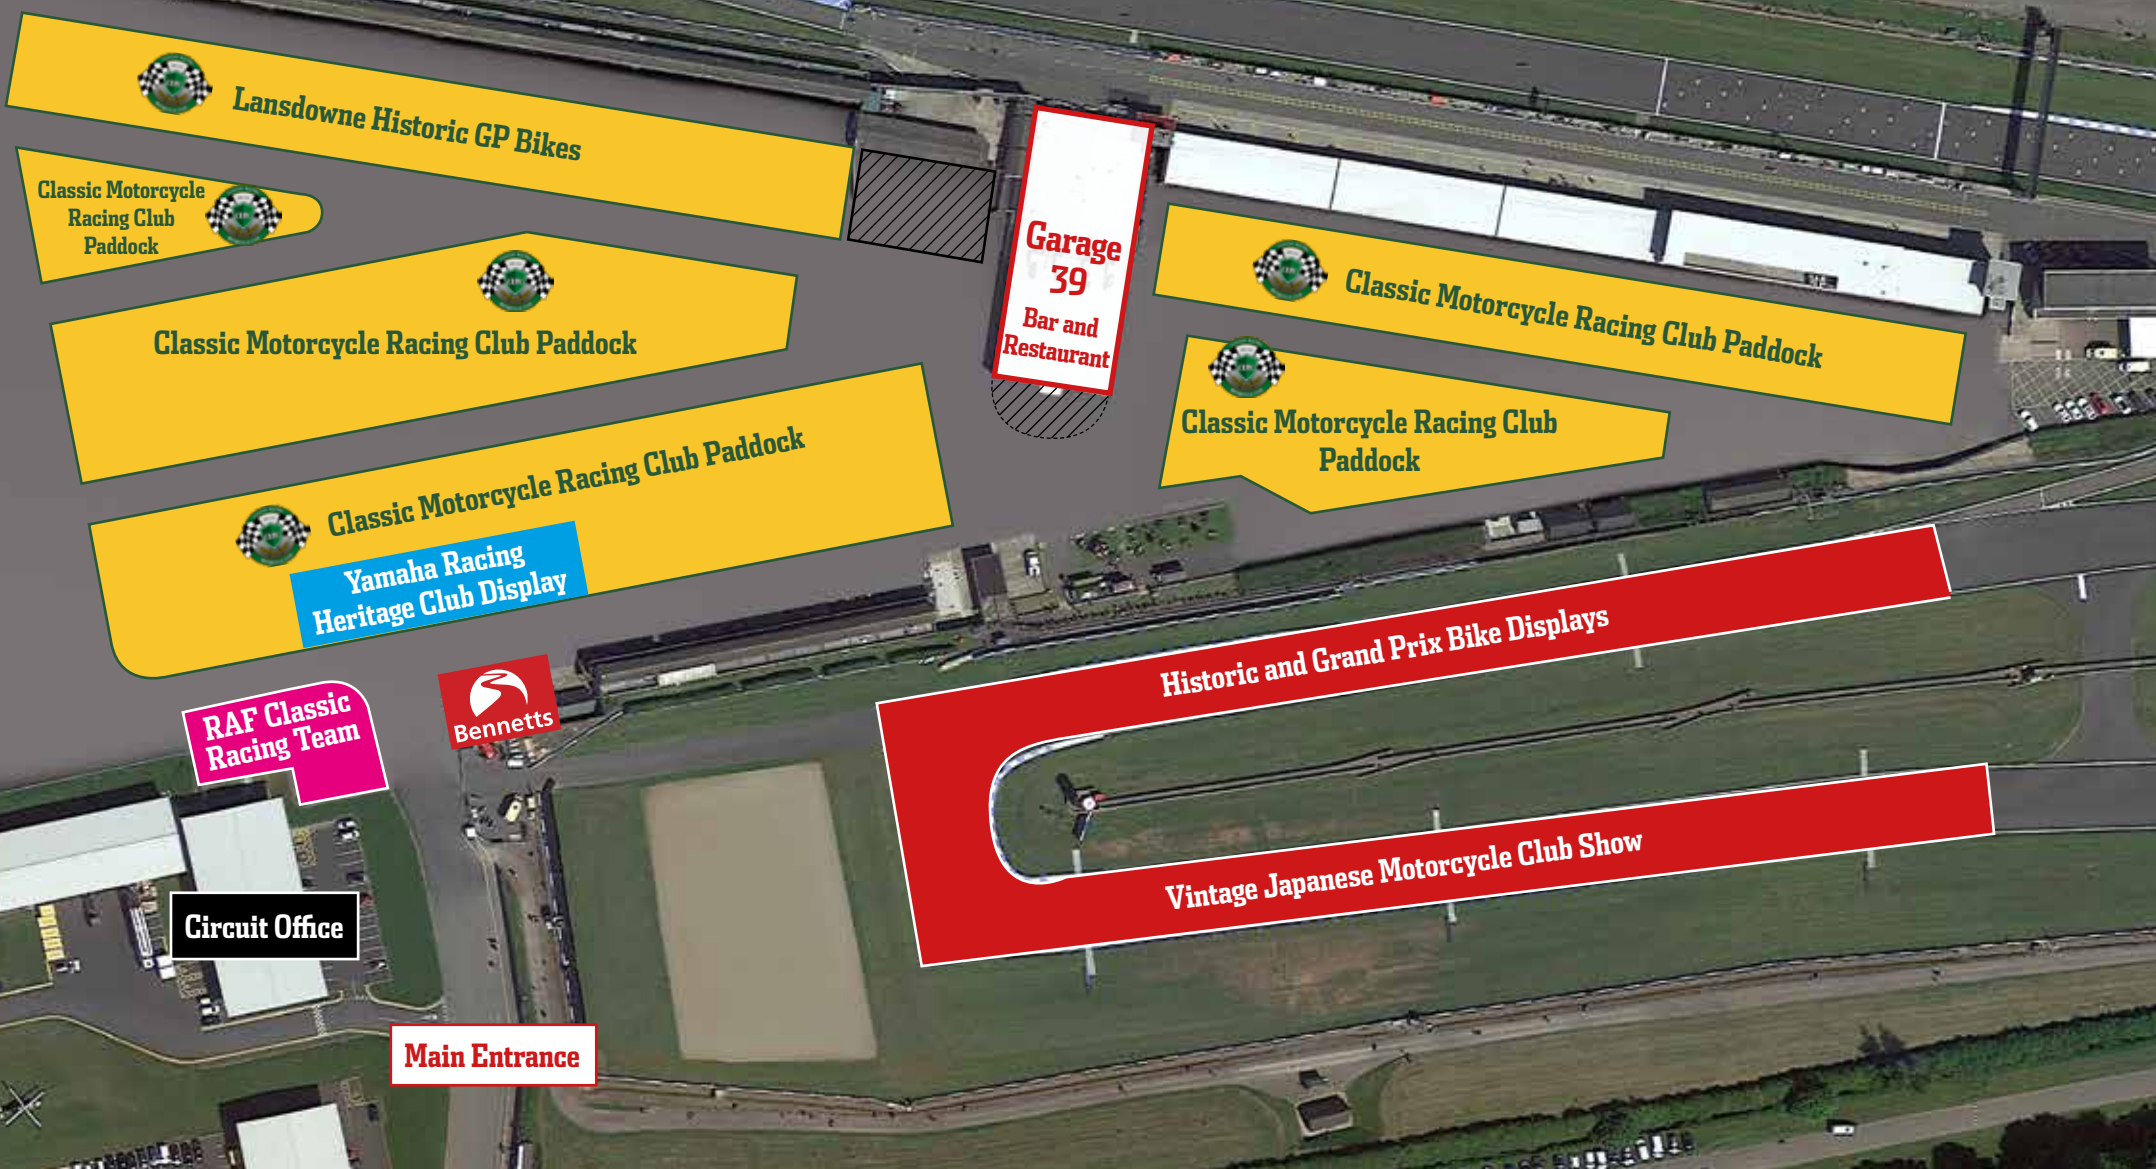 Lansdowne Historic GP Bikes
Classic Motorcycle
Racing Club
Paddock
Classic Motorcycle Racing Club Paddock
Classic Motorcycle Racing Club Paddock
Yamaha Racing
Heritage Club Display
Garage
39
Bar and
Restaurant
Classic Motorcycle Racing Club Paddock
Classic Motorcycle Racing Club
Paddock
RAF Classic
Racing Team
Bennetts
Historic and Grand Prix Bike Displays
Vintage Japanese Motorcycle Club Show
Circuit Office
Main Entrance